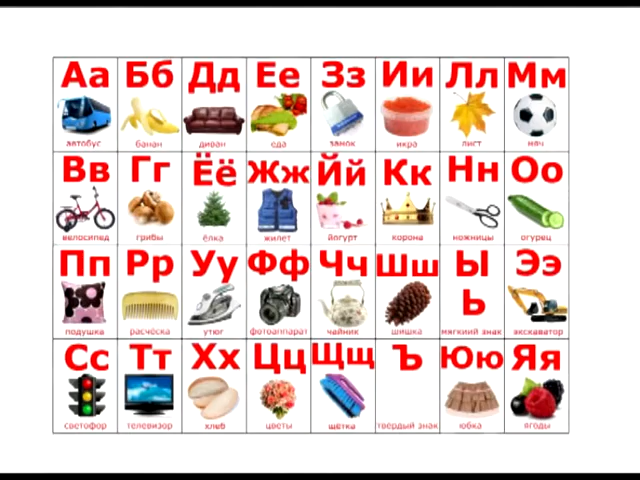 Аа Бб Дд Ее Зз Ии Лл Мм
автобус банан диван еда замок икра лист мяч
Вв Гг Ёё Жж Йй Кк Нн Оо
велосипед грибы ёлка жилет йогурт корона ножницы огурец
Пп Рр Уу Фф Чч Шш Ы Ээ
Ь
подушка расчёска утюг фотоаппарат чайник шишка мягкий знак экскаватор
Сс Тт Хх Цц Щщ Ъ Юю Яя
светофор телевизор хлеб цветы щётка твёрдый знак юбка ягоды